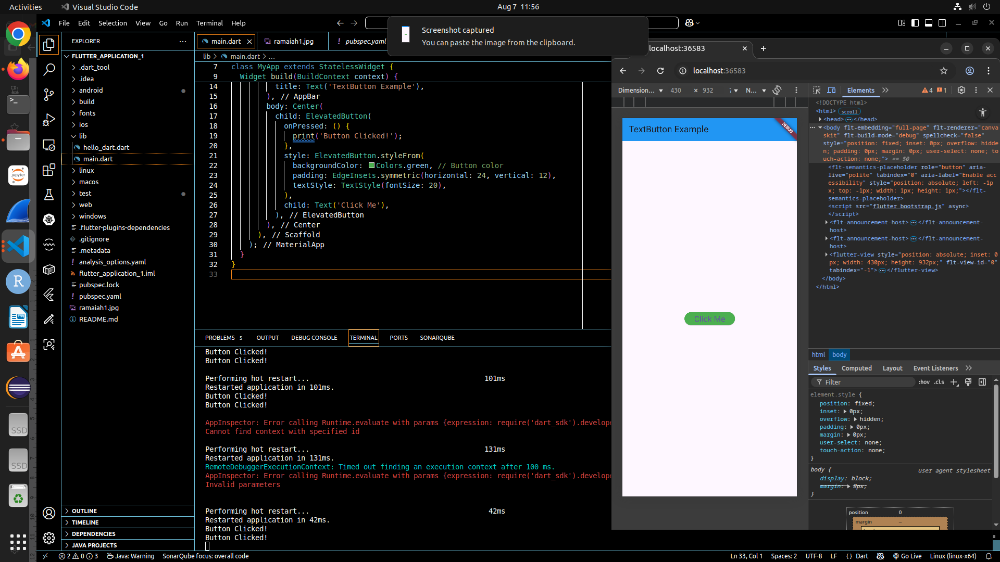 Activities
Visual Studio Code
Aug 7 11:56
File Edit Selection View Go Run Terminal Help
Screenshot captured
You can paste the image from the clipboard.
EXPLORER
FLUTTER_APPLICATION_1
.dart_tool
.idea
android
build
fonts
ios
lib
hello_dart.dart
main.dart
linux
macos
test
web
windows
.flutter-plugins-dependencies
.gitignore
.metadata
analysis_options.yaml
flutter_application_1.iml
pubspec.lock
pubspec.yaml
ramaiah1.jpg
README.md
OUTLINE
TIMELINE
DEPENDENCIES
JAVA PROJECTS
main.dart
ramaiah1.jpg
pubspec.yaml
lib > main.dart > ...
7 class MyApp extends StatelessWidget {
9 Widget build(BuildContext context) {
14 title: Text('TextButton Example'),
15 ), // AppBar
16 body: Center(
17 child: ElevatedButton(
18 onPressed: () {
19 print('Button Clicked!');
20 },
21 style: ElevatedButton.styleFrom(
22 backgroundColor: Colors.green, // Button color
23 padding: EdgeInsets.symmetric(horizontal: 24, vertical: 12),
24 textStyle: TextStyle(fontSize: 20),
25 ),
26 child: Text('Click Me'),
27 ), // ElevatedButton
28 ), // Center
29 ), // Scaffold
30 ); // MaterialApp
31 }
32 }
33
PROBLEMS 5 OUTPUT DEBUG CONSOLE TERMINAL PORTS SONARQUBE
Button Clicked!
Button Clicked!
Performing hot restart... 101ms
Restarted application in 101ms.
Button Clicked!
Button Clicked!
AppInspector: Error calling Runtime.evaluate with params {expression: require('dart_sdk').develope
Cannot find context with specified id
Performing hot restart... 131ms
Restarted application in 131ms.
RemoteDebuggerExecutionContext: Timed out finding an execution context after 100 ms.
AppInspector: Error calling Runtime.evaluate with params {expression: require('dart_sdk').develope
Invalid parameters
Performing hot restart... 42ms
Restarted application in 42ms.
Button Clicked!
Button Clicked!
localhost:36583
localhost:36583
Dimension... 430 × 932 N...
TextButton Example
DEBUG
Click Me
Elements
4 1
<!DOCTYPE html>
<html> scroll
<head> </head>
<body flt-embedding="full-page" flt-renderer="canva
skit" flt-build-mode="debug" spellcheck="false"
style="position: fixed; inset: 0px; overflow: hidde
n; padding: 0px; margin: 0px; user-select: none; to
uch-action: none;"> == $0
<flt-semantics-placeholder role="button" aria-
live="polite" tabindex="0" aria-label="Enable acc
essibility" style="position: absolute; left: -1p
x; top: -1px; width: 1px; height: 1px;"></flt-
semantics-placeholder>
<script src="flutter_bootstrap.js" async>
</script>
<flt-announcement-host> </flt-announcement-
host>
<flt-announcement-host> </flt-announcement-
host>
<flutter-view style="position: absolute; inset: 0
px; width: 430px; height: 932px;" flt-view-id="0"
tabindex="-1"> </flutter-view>
</body>
</html>
html body
Styles Computed Layout Event Listeners
Filter :hov .cls
element.style {
position: fixed;
inset: 0px;
overflow: hidden;
padding: 0px;
margin: 0px;
user-select: none;
touch-action: none;
}
body { user agent stylesheet
display: block;
margin: 8px;
}
position 0
margin –
2 0 3 Java: Warning SonarQube focus: overall code
Ln 33, Col 1 Spaces: 2 UTF-8 LF {} Dart Go Live Linux (linux-x64)
jupyter
R
SSD
SSD